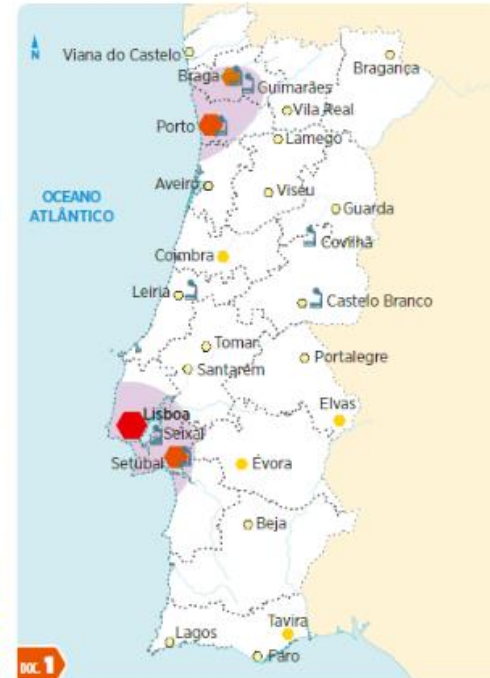 N
Viana do Castelo
Bragança
Braga
Guimarães
Vila Real
Porto
Lamego
Aveiro
Viseu
OCEANO
ATLÂNTICO
Guarda
Covilhã
Coimbra
Leiria
Castelo Branco
Tomar
Portalegre
Santarém
Elvas
Lisboa
Seixal
Setúbal
Évora
Beja
Tavira
Lagos
Faro
DOC. 1